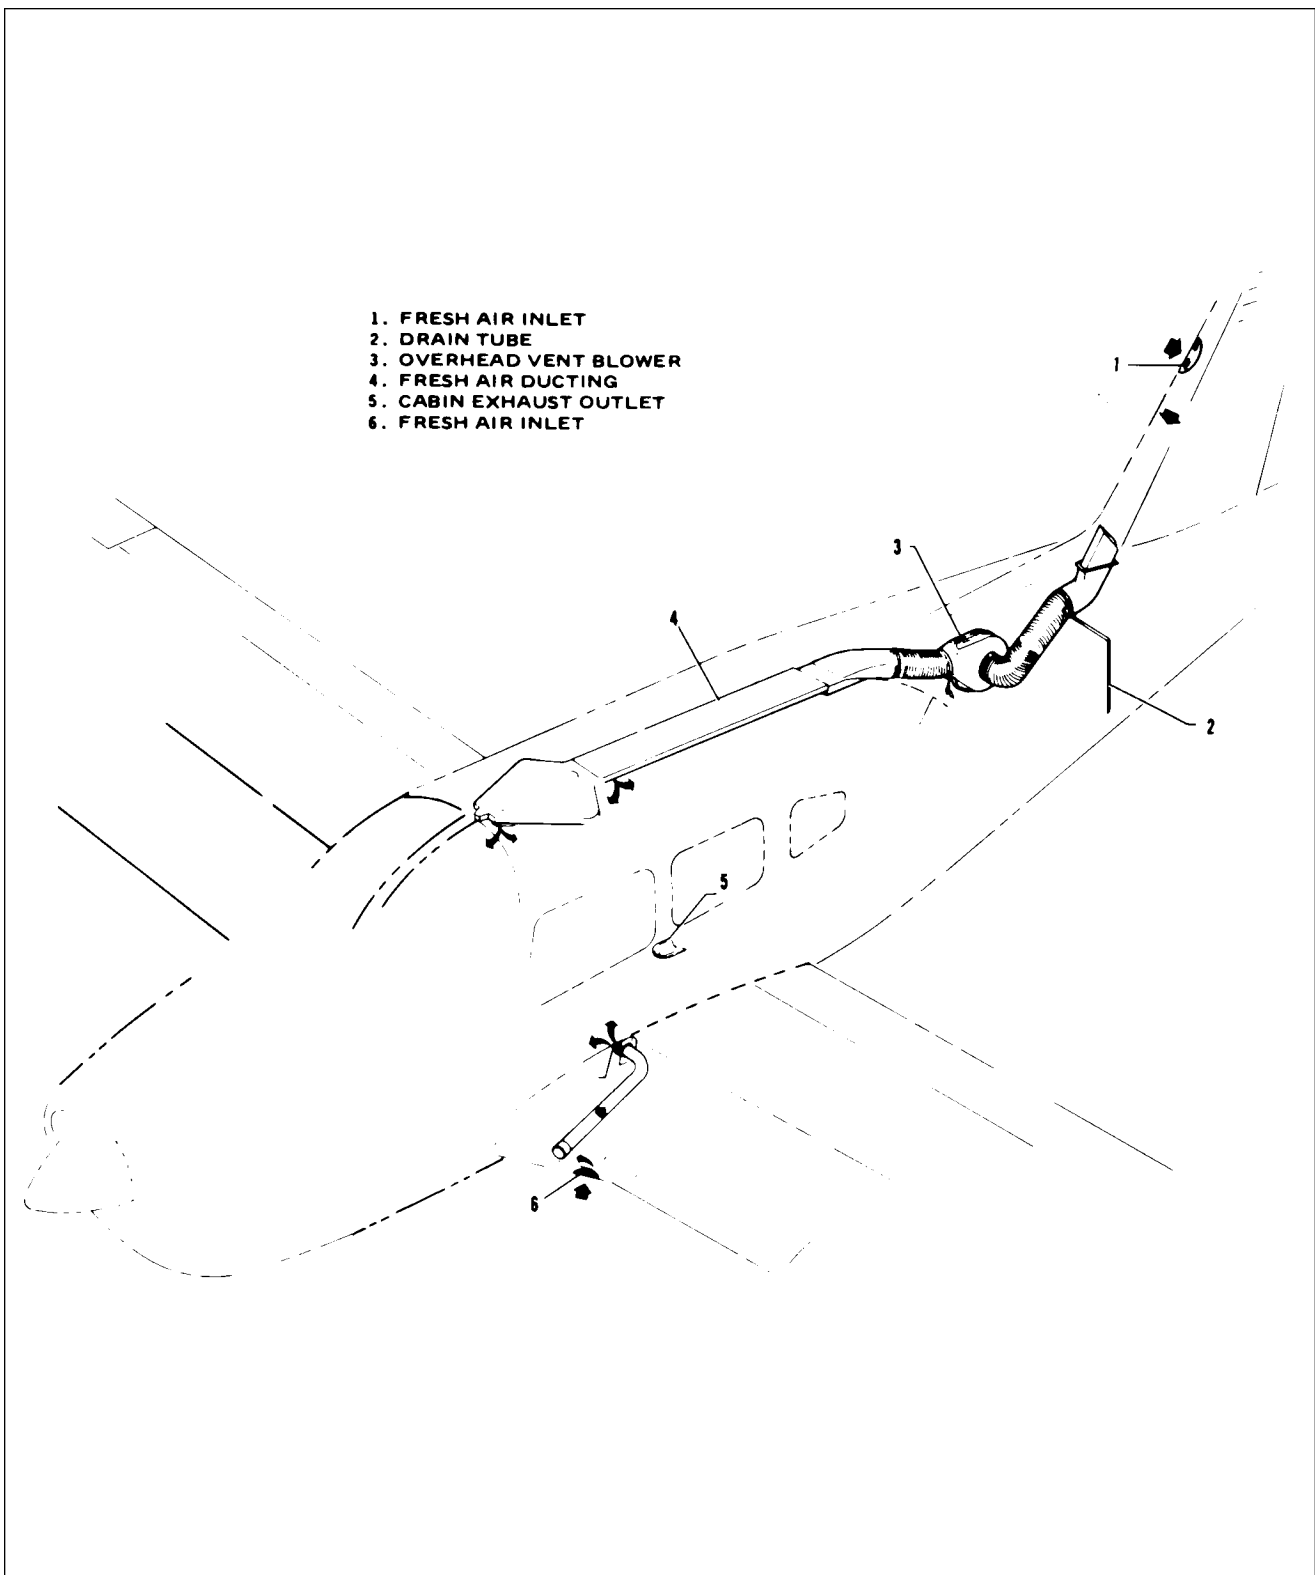 1. FRESH AIR INLET
2. DRAIN TUBE
3. OVERHEAD VENT BLOWER
4. FRESH AIR DUCTING
5. CABIN EXHAUST OUTLET
6. FRESH AIR INLET
1
3
4
2
5
6